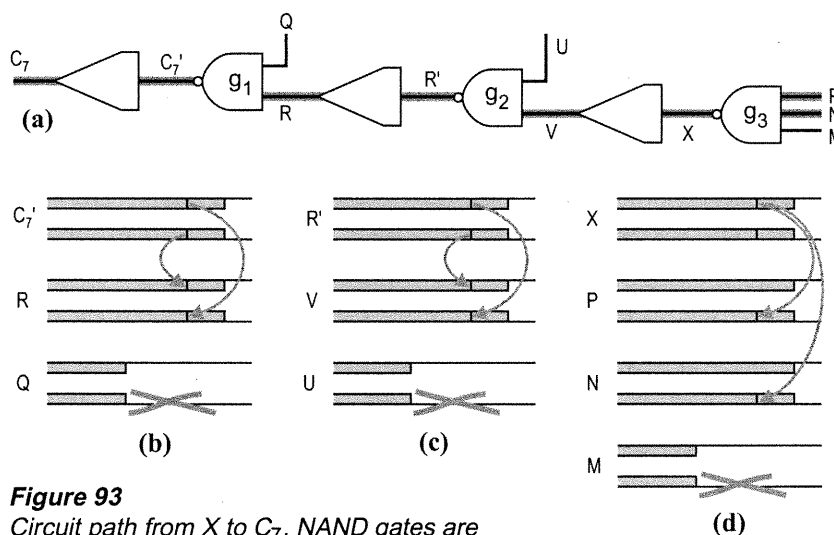 Q
U
C7
C7'
g1
R'
g2
R
V
X
g3
P
N
M
(a)
C7'
R
Q
(b)
R'
V
U
(c)
X
P
N
M
(d)
Figure 93
Circuit path from X to C7. NAND gates are